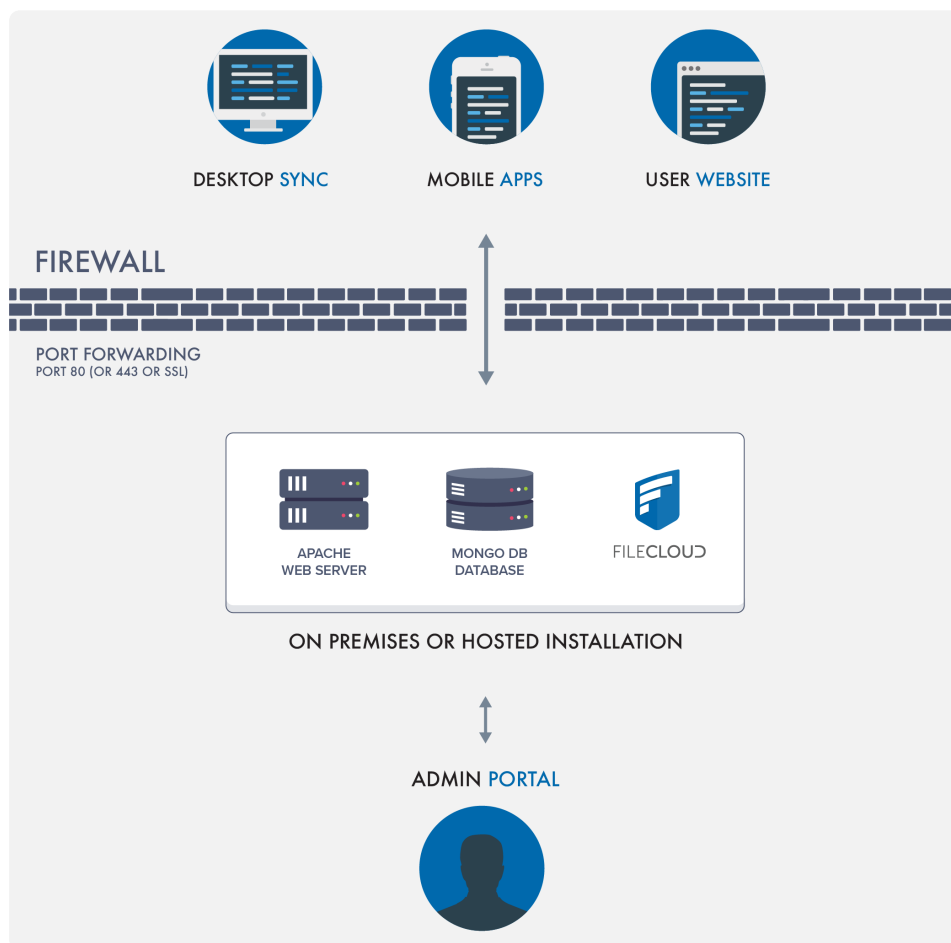 DESKTOP SYNC
MOBILE APPS
USER WEBSITE
FIREWALL
PORT FORWARDING
PORT 80 (OR 443 OR SSL)
APACHE
WEB SERVER
MONGO DB
DATABASE
FILECLOUD
ON PREMISES OR HOSTED INSTALLATION
ADMIN PORTAL